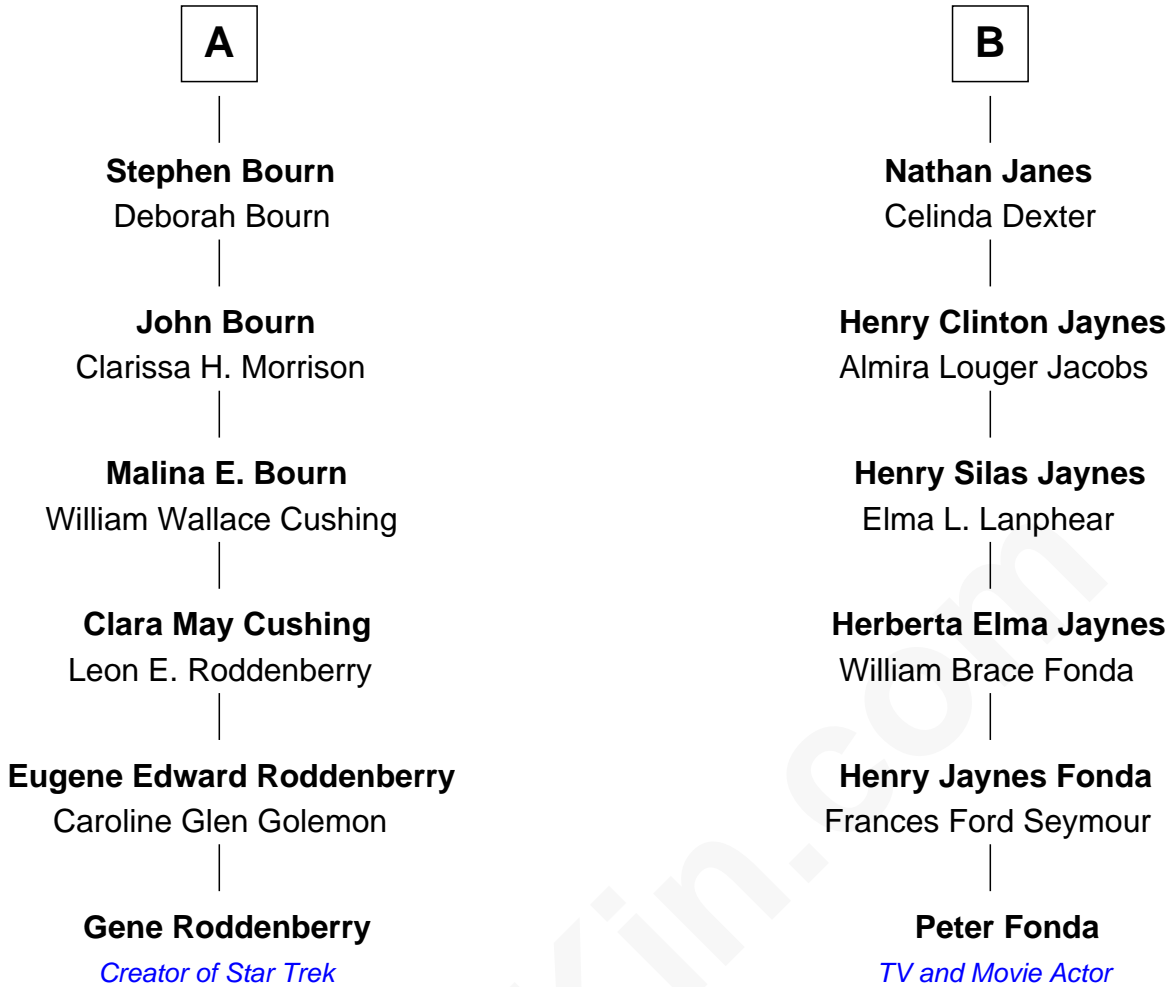 A
Stephen Bourn
Deborah Bourn
John Bourn
Clarissa H. Morrison
Malina E. Bourn
William Wallace Cushing
Clara May Cushing
Leon E. Roddenberry
Eugene Edward Roddenberry
Caroline Glen Golemon
Gene Roddenberry
Creator of Star Trek
B
Nathan Janes
Celinda Dexter
Henry Clinton Jaynes
Almira Louger Jacobs
Henry Silas Jaynes
Elma L. Lanphear
Herberta Elma Jaynes
William Brace Fonda
Henry Jaynes Fonda
Frances Ford Seymour
Peter Fonda
TV and Movie Actor
Kin.com